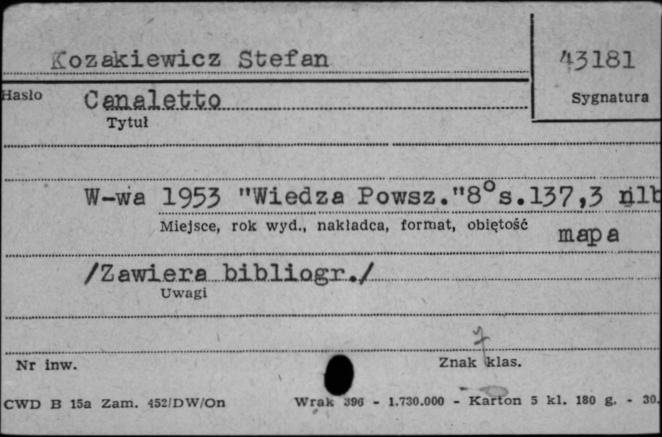 Kozakiewicz Stefan
43181
Hasło
Sygnatura
Canaletto
Tytuł
W-wa 1953 "Wiedza Powsz."8° s.137,3 nlb
Miejsce, rok wyd., nakładca, format, obiętość
mapa
/Zawiera bibliogr./
Uwagi
7
Nr inw.
Znak klas.
CWD B 15a Zam. 452/DW/On
Wrak 396 - 1.730.000 - Karton 5 kl. 180 g. - 30.